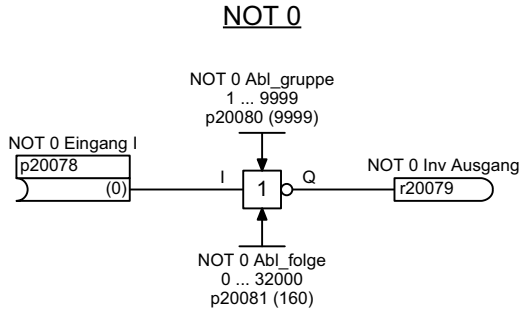 NOT 0
NOT 0 Abl_gruppe
1 ... 9999
p20080 (9999)
NOT 0 Eingang I
p20078
(0)
I
1
Q
NOT 0 Inv Ausgang
r20079
NOT 0 Abl_folge
0 ... 32000
p20081 (160)